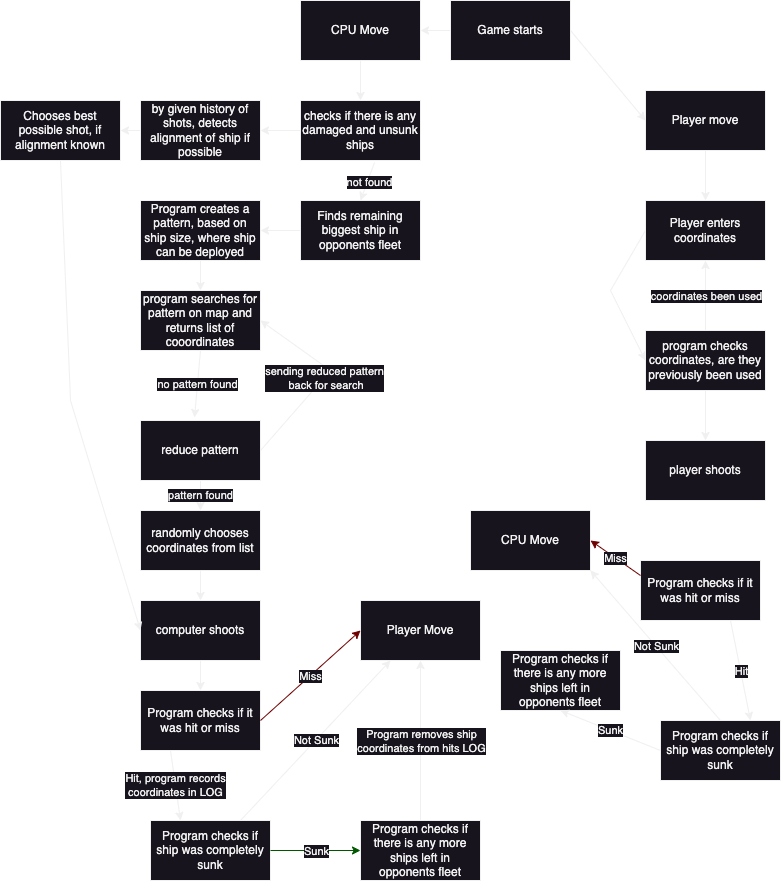 CPU Move
Game starts
Chooses best
possible shot, if
alignment known
by given history of
shots, detects
alignment of ship if
possible
checks if there is any
damaged and unsunk
ships
Player move
not found
Program creates a
pattern, based on
ship size, where ship
can be deployed
Finds remaining
biggest ship in
opponents fleet
Player enters
coordinates
program searches for
pattern on map and
returns list of
cooordinates
coordinates been used
sending reduced pattern
back for search
program checks
coordinates, are they
previously been used
no pattern found
reduce pattern
player shoots
pattern found
randomly chooses
coordinates from list
CPU Move
Miss
Program checks if it
was hit or miss
computer shoots
Player Move
Not Sunk
Hit
Program checks if
there is any more
ships left in
opponents fleet
Miss
Program checks if it
was hit or miss
Not Sunk
Program removes ship
coordinates from hits LOG
Sunk
Program checks if
ship was completely
sunk
Hit, program records
coordinates in LOG
Program checks if
ship was completely
sunk
Sunk
Program checks if
there is any more
ships left in
opponents fleet